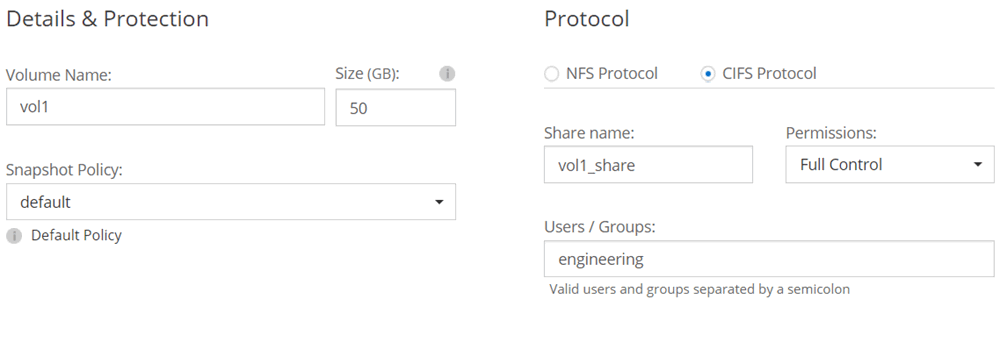 Details & Protection
Volume Name:
Size (GB):
vol1
50
Snapshot Policy:
default
Default Policy
Protocol
NFS Protocol
CIFS Protocol
Share name:
Permissions:
vol1_share
Full Control
Users / Groups:
engineering
Valid users and groups separated by a semicolon